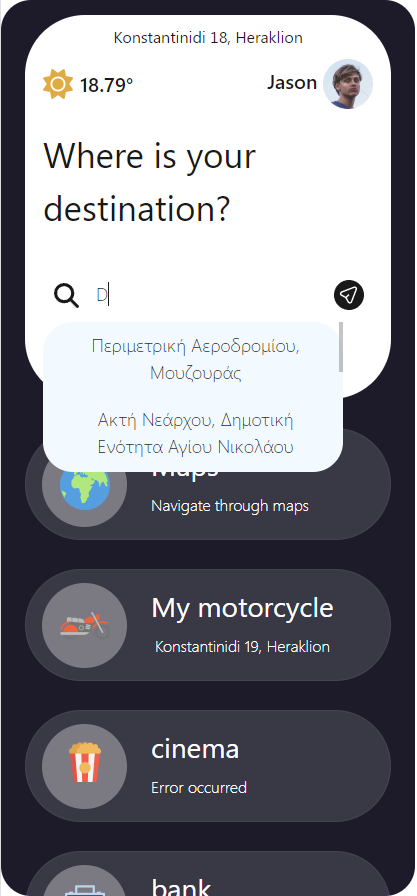 Konstantinidi 18, Heraklion
18.79°
Jason
Where is your
destination?
D
Περιμετρική Αεροδρομίου,
Μουζουράς
Ακτή Νεάρχου, Δημοτική
Ενότητα Αγίου Νικολάου
Maps
Navigate through maps
My motorcycle
Konstantinidi 19, Heraklion
cinema
Error occurred
bank